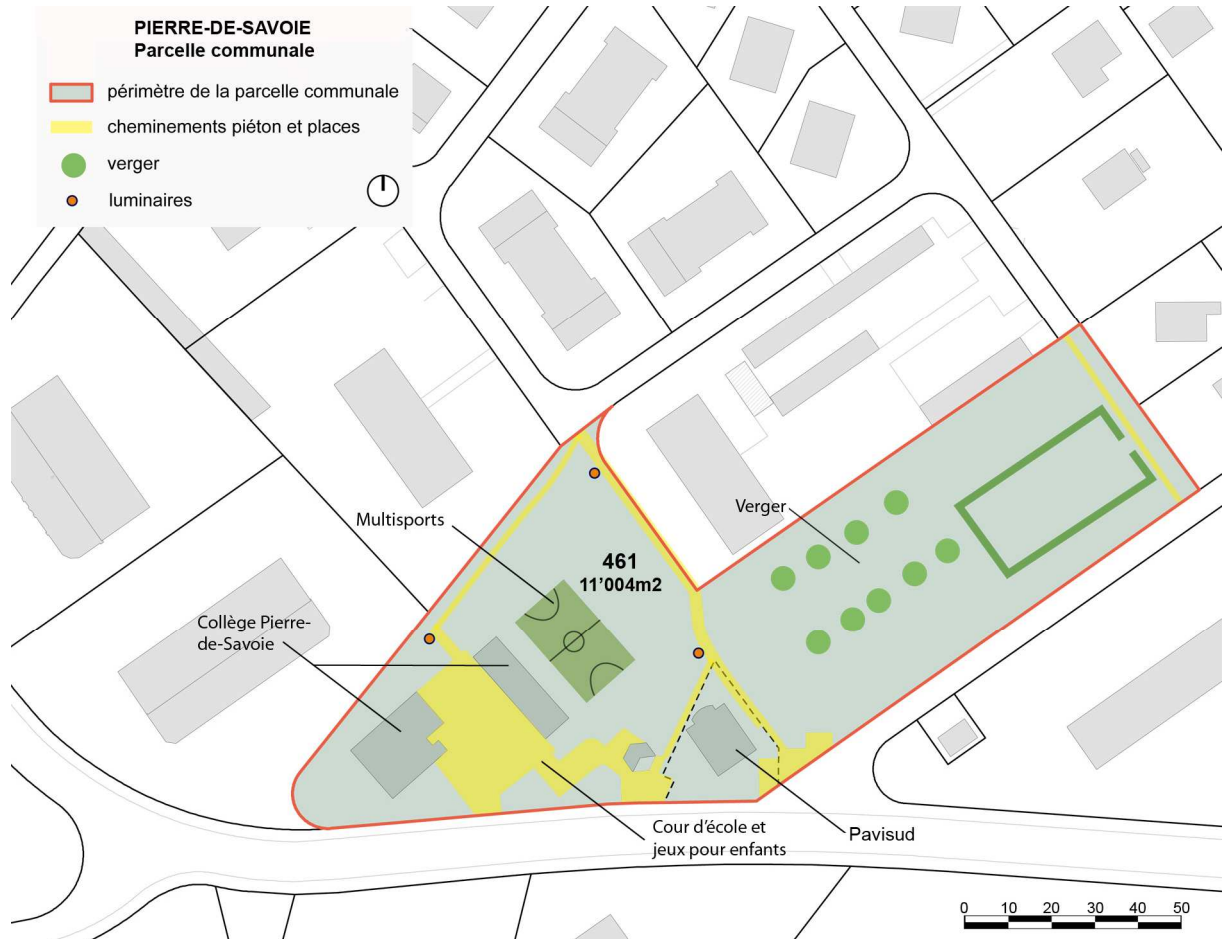 PIERRE-DE-SAVOIE
Parcelle communale
périmètre de la parcelle communale
cheminements piéton et places
verger
luminaires
Multisports
Verger
461
11’004m2
Collège Pierre-
de-Savoie
Cour d’école et
jeux pour enfants
Pavisud
0 10 20 30 40 50